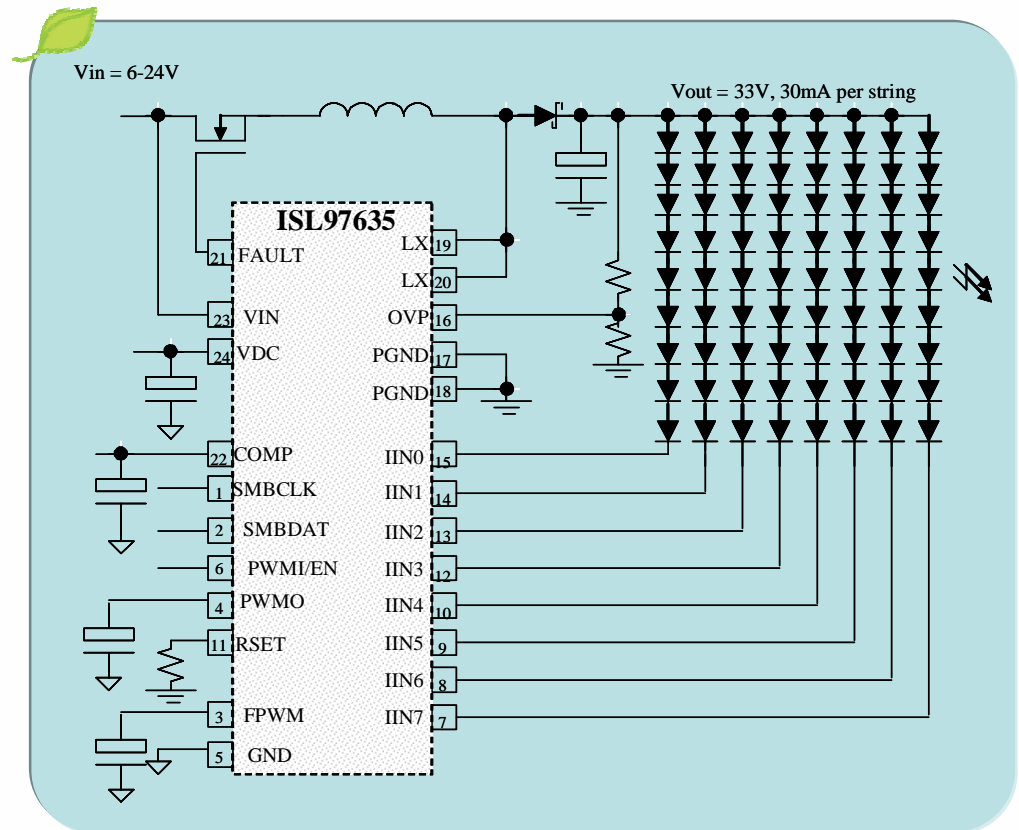 Vin = 6-24V
Vout = 33V, 30mA per string
ISL97635
21 FAULT
23 VIN
24 VDC
22 COMP
1 SMBCLK
2 SMBDAT
6 PWMI/EN
4 PWMO
11 RSET
3 FPWM
5 GND
LX 19
LX 20
OVP 16
PGND 17
PGND 18
IIN0 15
IIN1 14
IIN2 13
IIN3 12
IIN4 10
IIN5 9
IIN6 8
IIN7 7